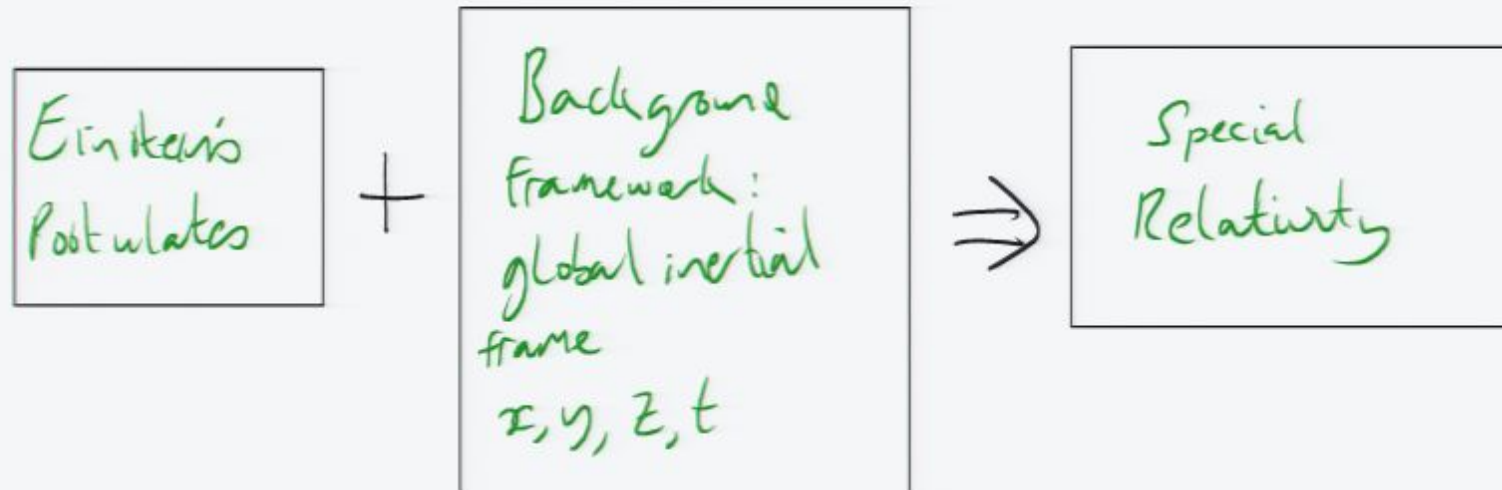 Einstein's
Postulates
+
Background
Framework:
global inertial
frame
x, y, z, t
⇒
Special
Relativity